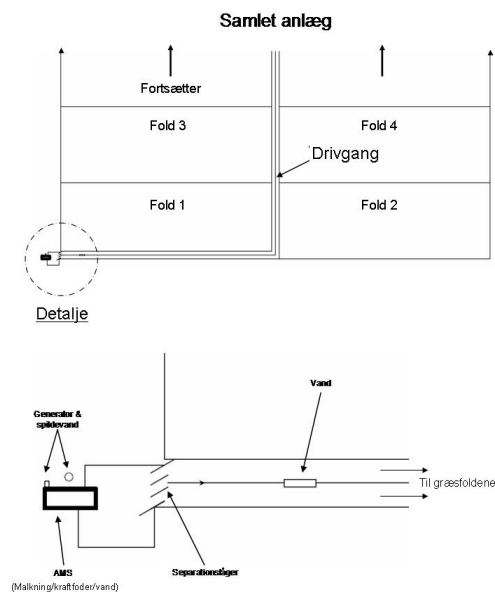 Samlet anlæg
Fortsætter
Fold 3
Fold 4
Drivgang
Fold 1
Fold 2
Detalje
Vand
Generator &
spildevand
Til græsfoldene
AMS
(Malkning/kraftfoder/vand)
Separationslåger